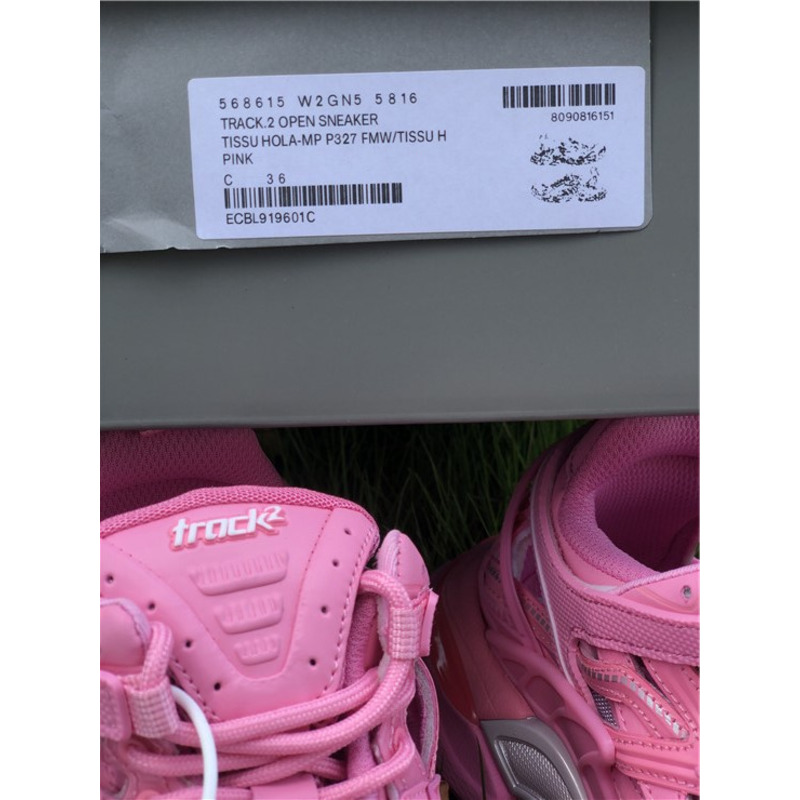 568615 W2GN5 5816
8090816151
TRACK.2 OPEN SNEAKER
TISSU HOLA-MP P327 FMW/TISSU H
PINK
C 36
ECBL919601C
track2